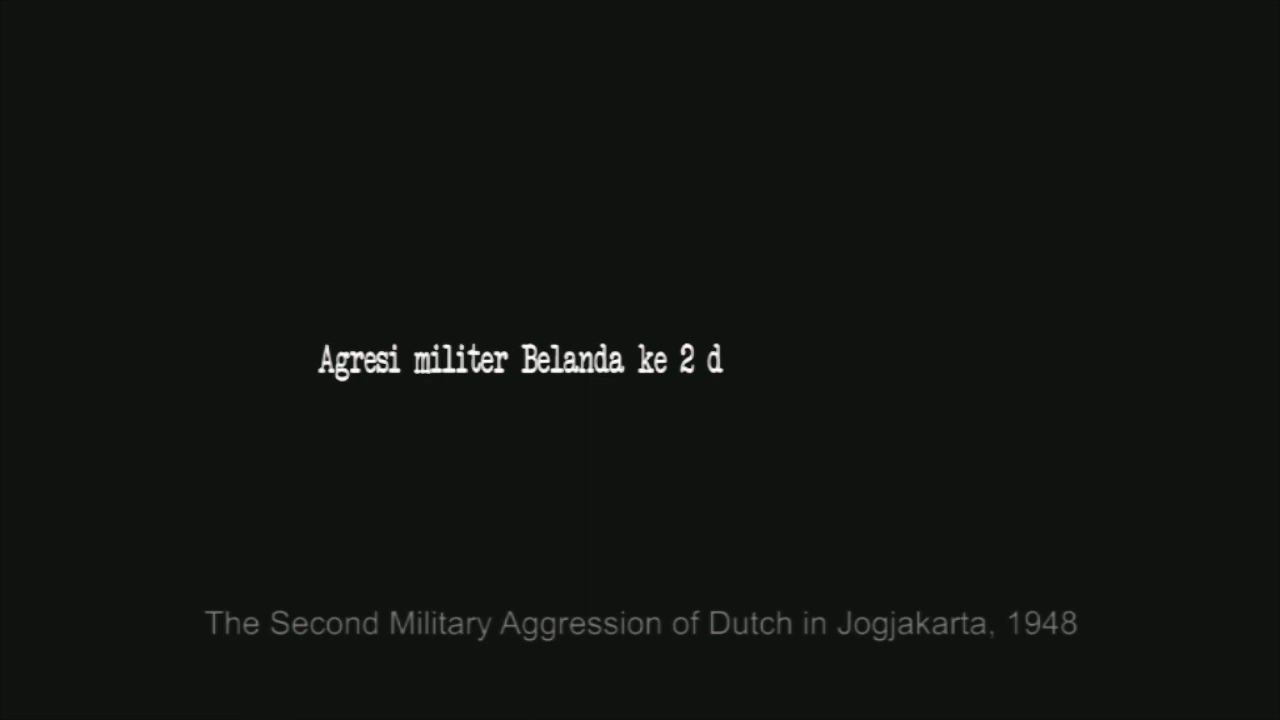 Agresi militer Belanda ke 2 d
The Second Military Aggression of Dutch in Jogjakarta, 1948